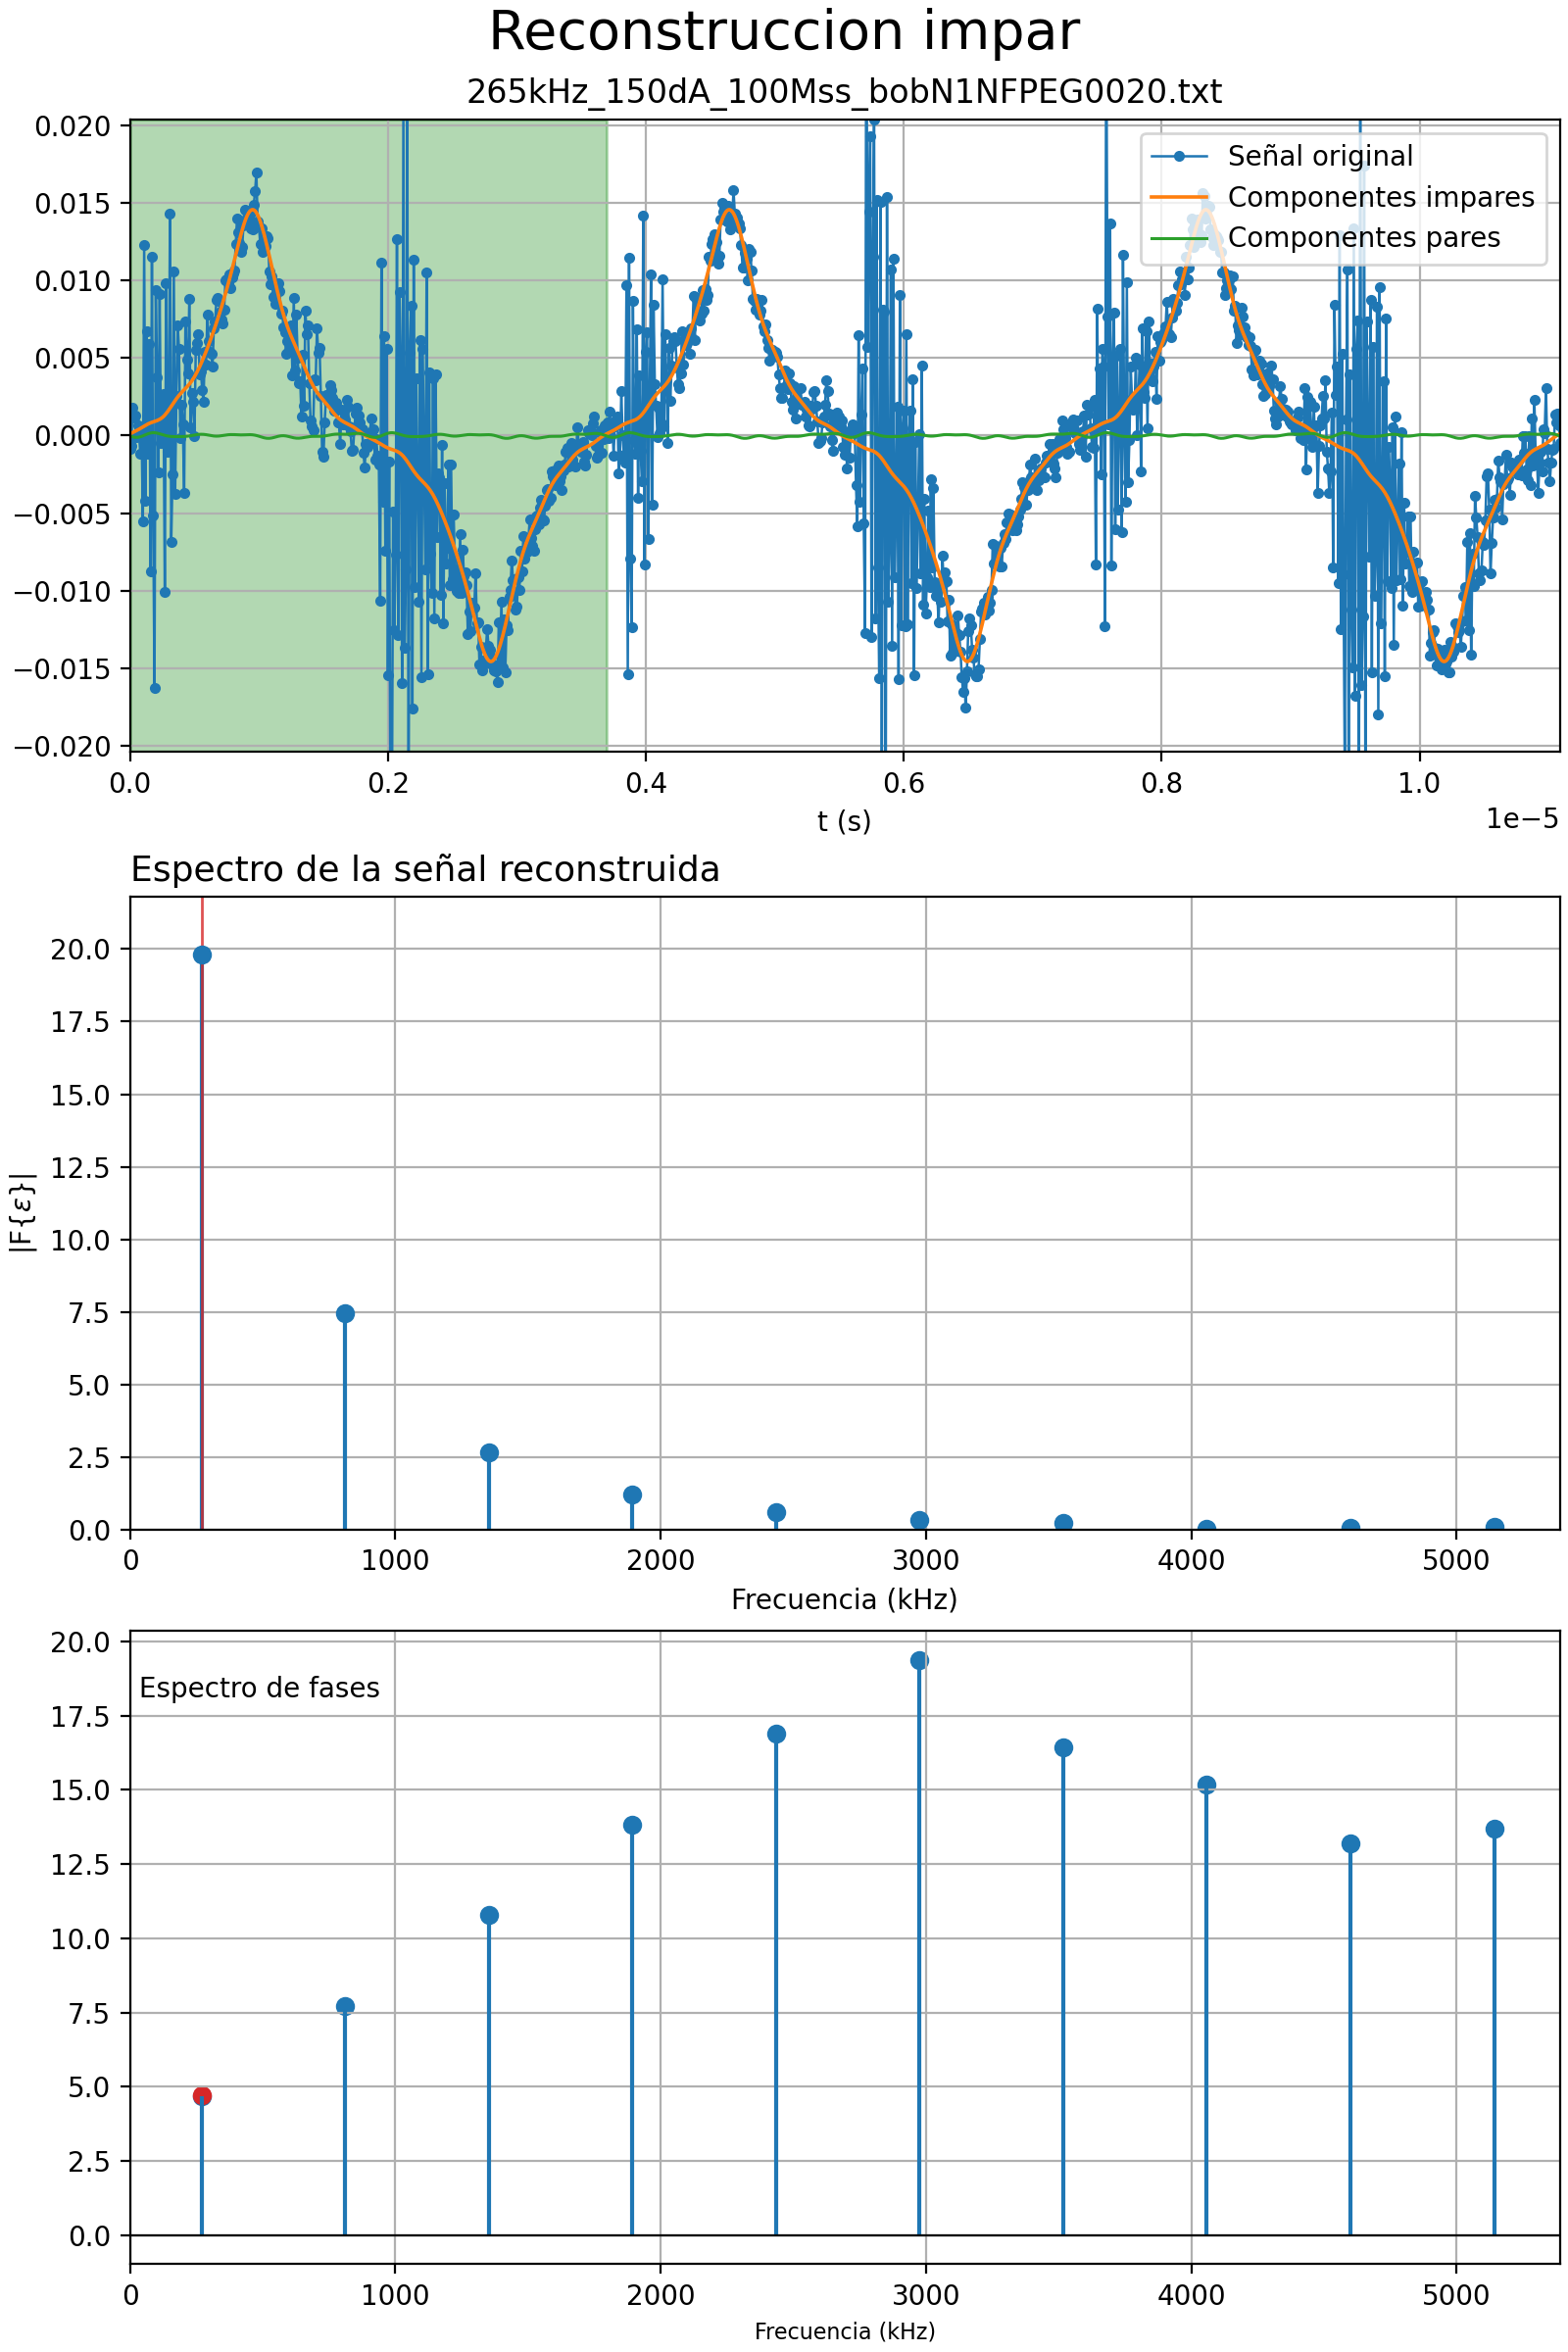 Reconstruccion impar
265kHz_150dA_100Mss_bobN1NFPEG0020.txt
0.020
0.015
0.010
0.005
0.000
−0.005
−0.010
−0.015
−0.020
Señal original
Componentes impares
Componentes pares
0.0 0.2 0.4 0.6 0.8 1.0
t (s)
1e−5
Espectro de la señal reconstruida
20.0
17.5
15.0
12.5
10.0
7.5
5.0
2.5
0.0
|F{ε}|
0 1000 2000 3000 4000 5000
Frecuencia (kHz)
Espectro de fases
20.0
17.5
15.0
12.5
10.0
7.5
5.0
2.5
0.0
0 1000 2000 3000 4000 5000
Frecuencia (kHz)